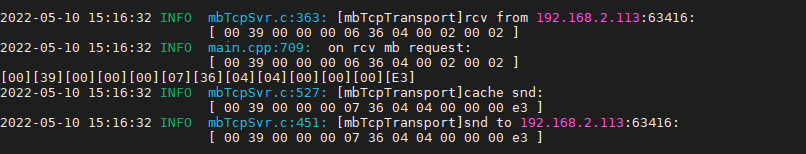 2022-05-10 15:16:32 INFO  mbTcpSvr.c:363: [mbTcpTransport]rcv from 192.168.2.113:63416:
[ 00 39 00 00 00 06 36 04 00 02 00 02 ]
2022-05-10 15:16:32 INFO  main.cpp:709:  on rcv mb request:
[ 00 39 00 00 00 06 36 04 00 02 00 02 ]
[00][39][00][00][00][07][36][04][04][00][00][00][E3]
2022-05-10 15:16:32 INFO  mbTcpSvr.c:527: [mbTcpTransport]cache snd:
[ 00 39 00 00 00 07 36 04 04 00 00 00 e3 ]
2022-05-10 15:16:32 INFO  mbTcpSvr.c:451: [mbTcpTransport]snd to 192.168.2.113:63416:
[ 00 39 00 00 00 07 36 04 04 00 00 00 e3 ]